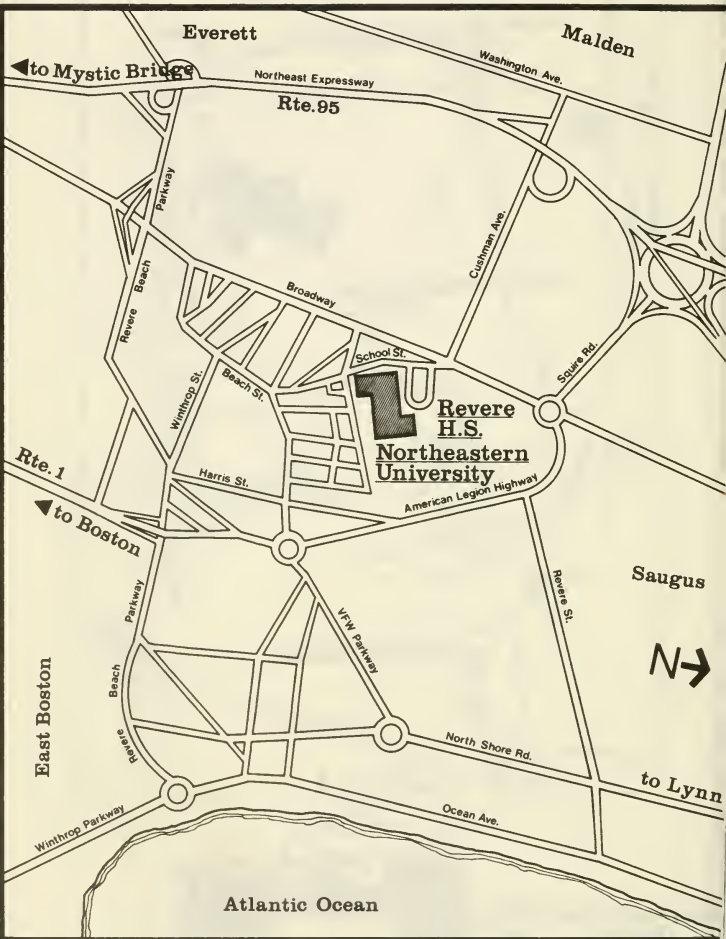 Everett
Malden
◀to Mystic Bridge
Northeast Expressway
Washington Ave.
Rte.95
Parkway
Beach
Revere
Cushman Ave.
Broadway
School St.
Squire Rd.
Winthrop St.
Beach St.
Revere
H.S.
Northeastern
University
Harris St.
American Legion Highway
Rte.1
◀to Boston
Revere St.
Saugus
N→
Parkway
Beach
Revere
VFW Parkway
East Boston
North Shore Rd.
to Lynn
Winthrop Parkway
Ocean Ave.
Atlantic Ocean